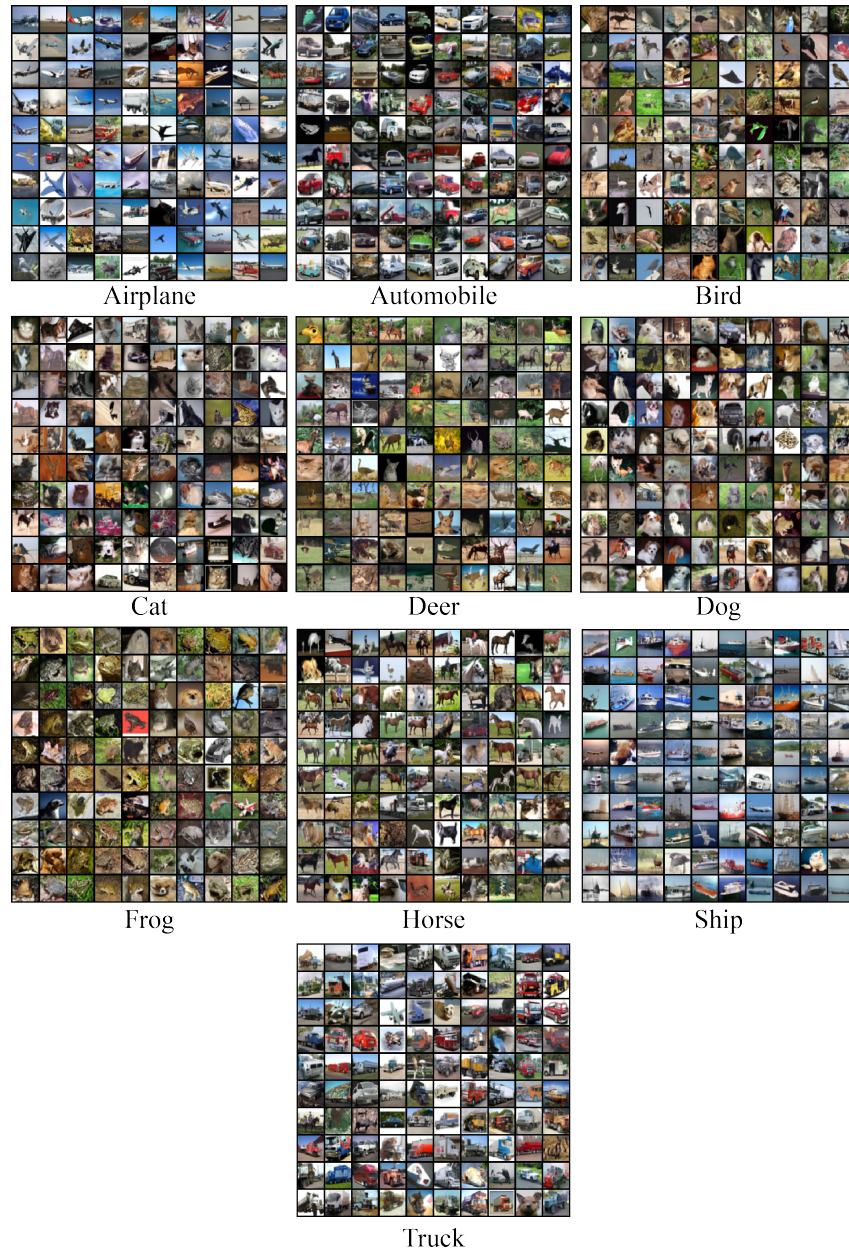 Airplane
Automobile
Bird
Cat
Deer
Dog
Frog
Horse
Ship
Truck